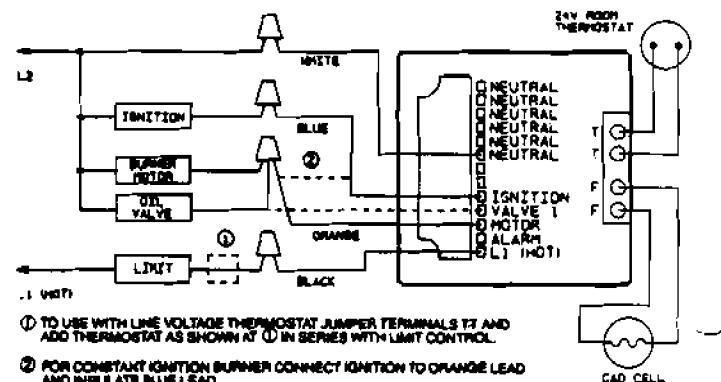 24V ROOM
THERMOSTAT
L2
WHITE
IGNITION
BLUE
BURNER
MOTOR
②
OIL
VALVE
ORANGE
①
LIMIT
BLACK
L1 (HOT)
NEUTRAL
NEUTRAL
NEUTRAL
NEUTRAL
NEUTRAL
NEUTRAL
IGNITION
VALVE 1
MOTOR
ALARM
L1 (HOT)
T
T
F
F
CAD CELL
① TO USE WITH LINE VOLTAGE THERMOSTAT JUMPER TERMINALS T-T AND
ADD THERMOSTAT AS SHOWN AT ① IN SERIES WITH LIMIT CONTROL.
② FOR CONSTANT IGNITION BURNER CONNECT IGNITION TO ORANGE LEAD
AND INSULATE BLUE LEAD